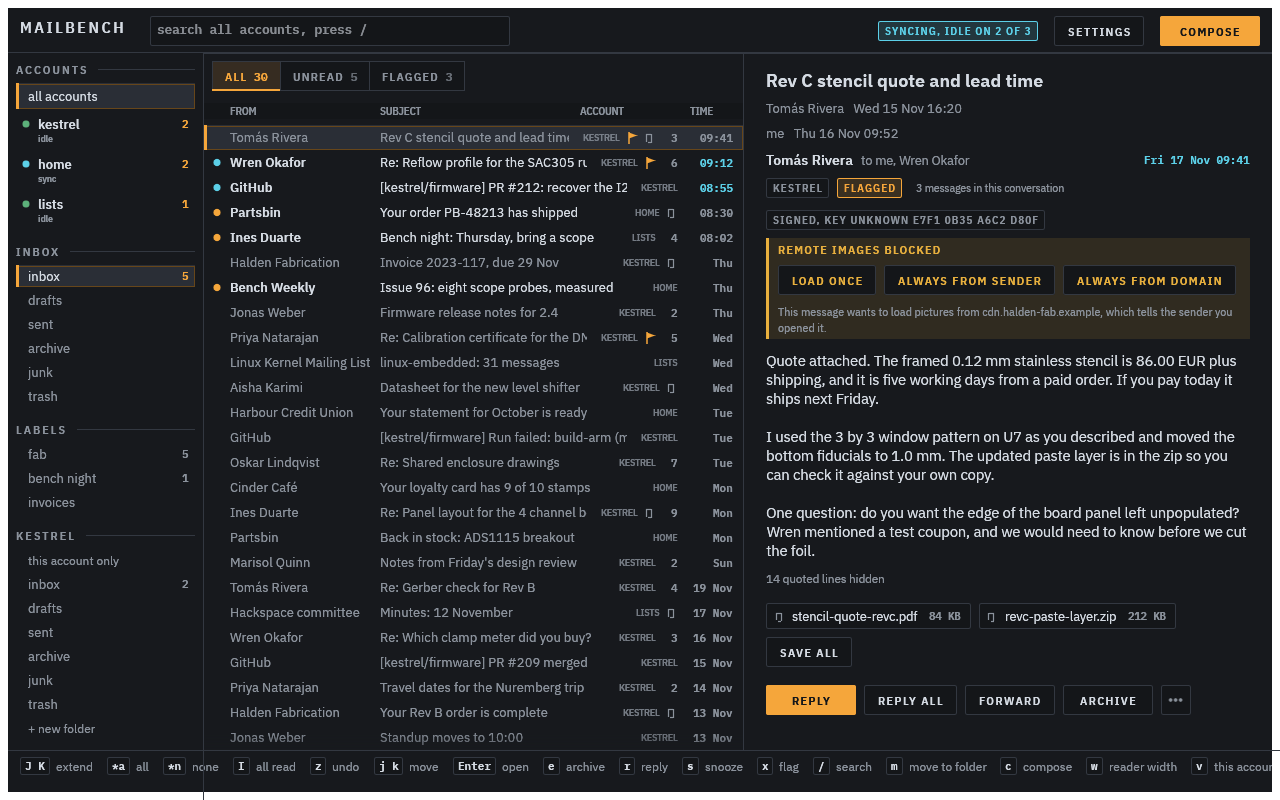 MAILBENCH
search all accounts, press /
SYNCING, IDLE ON 2 OF 3
SETTINGS
COMPOSE
ACCOUNTS
all accounts
kestrel 2
idle
home 2
sync
lists 1
idle
INBOX
inbox 5
drafts
sent
archive
junk
trash
LABELS
fab 5
bench night 1
invoices
KESTREL
this account only
inbox 2
drafts
sent
archive
junk
trash
+ new folder
ALL 30 UNREAD 5 FLAGGED 3
FROM SUBJECT ACCOUNT TIME
Tomás Rivera Rev C stencil quote and lead time KESTREL 3 09:41
Wren Okafor Re: Reflow profile for the SAC305 ru KESTREL 6 09:12
GitHub [kestrel/firmware] PR #212: recover the I2 KESTREL 08:55
Partsbin Your order PB-48213 has shipped HOME 08:30
Ines Duarte Bench night: Thursday, bring a scope LISTS 4 08:02
Halden Fabrication Invoice 2023-117, due 29 Nov KESTREL Thu
Bench Weekly Issue 96: eight scope probes, measured HOME Thu
Jonas Weber Firmware release notes for 2.4 KESTREL 2 Thu
Priya Natarajan Re: Calibration certificate for the DM KESTREL 5 Wed
Linux Kernel Mailing List linux-embedded: 31 messages LISTS Wed
Aisha Karimi Datasheet for the new level shifter KESTREL Wed
Harbour Credit Union Your statement for October is ready HOME Tue
GitHub [kestrel/firmware] Run failed: build-arm (m KESTREL Tue
Oskar Lindqvist Re: Shared enclosure drawings KESTREL 7 Tue
Cinder Café Your loyalty card has 9 of 10 stamps HOME Mon
Ines Duarte Re: Panel layout for the 4 channel b KESTREL 9 Mon
Partsbin Back in stock: ADS1115 breakout HOME Mon
Marisol Quinn Notes from Friday's design review KESTREL 2 Sun
Tomás Rivera Re: Gerber check for Rev B KESTREL 4 19 Nov
Hackspace committee Minutes: 12 November LISTS 17 Nov
Wren Okafor Re: Which clamp meter did you buy? KESTREL 3 16 Nov
GitHub [kestrel/firmware] PR #209 merged KESTREL 15 Nov
Priya Natarajan Travel dates for the Nuremberg trip KESTREL 2 14 Nov
Halden Fabrication Your Rev B order is complete KESTREL 13 Nov
Jonas Weber Standup moves to 10:00 KESTREL 13 Nov
Rev C stencil quote and lead time
Tomás Rivera Wed 15 Nov 16:20
me Thu 16 Nov 09:52
Tomás Rivera to me, Wren Okafor Fri 17 Nov 09:41
KESTREL FLAGGED 3 messages in this conversation
SIGNED, KEY UNKNOWN E7F1 0B35 A6C2 D80F
REMOTE IMAGES BLOCKED
LOAD ONCE ALWAYS FROM SENDER ALWAYS FROM DOMAIN
This message wants to load pictures from cdn.halden-fab.example, which tells the sender you
opened it.
Quote attached. The framed 0.12 mm stainless stencil is 86.00 EUR plus
shipping, and it is five working days from a paid order. If you pay today it
ships next Friday.
I used the 3 by 3 window pattern on U7 as you described and moved the
bottom fiducials to 1.0 mm. The updated paste layer is in the zip so you
can check it against your own copy.
One question: do you want the edge of the board panel left unpopulated?
Wren mentioned a test coupon, and we would need to know before we cut
the foil.
14 quoted lines hidden
stencil-quote-revc.pdf 84 KB revc-paste-layer.zip 212 KB
SAVE ALL
REPLY REPLY ALL FORWARD ARCHIVE •••
J K extend *a all *n none I all read z undo j k move Enter open e archive r reply s snooze x flag / search m move to folder c compose w reader width v this accoun